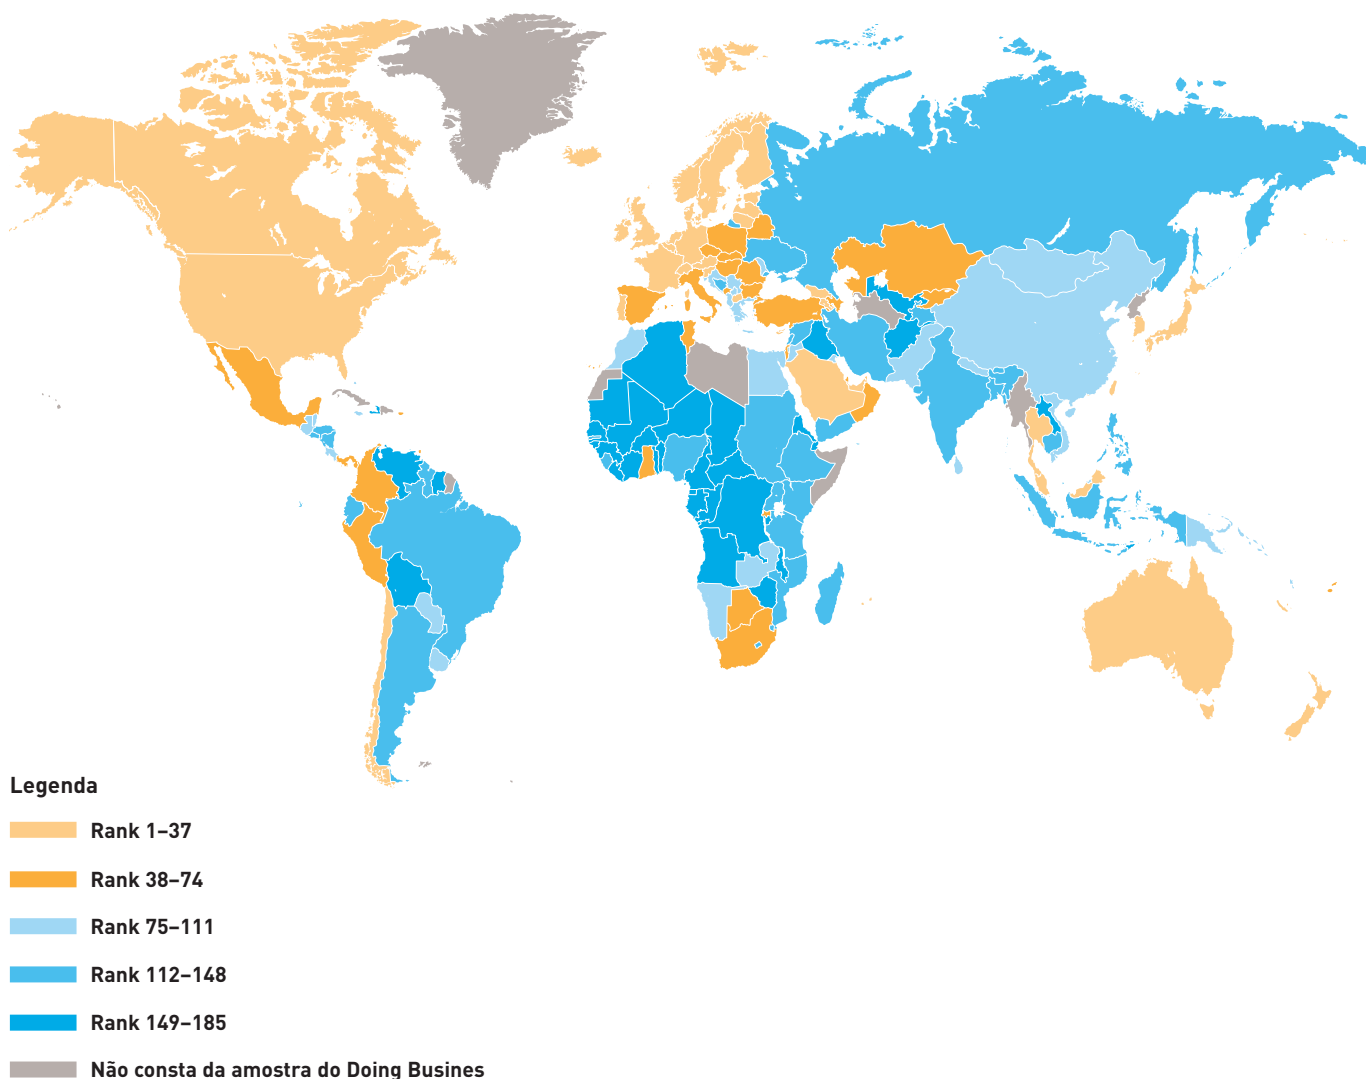 Legenda
Rank 1–37
Rank 38–74
Rank 75–111
Rank 112–148
Rank 149–185
Não consta da amostra do Doing Busines